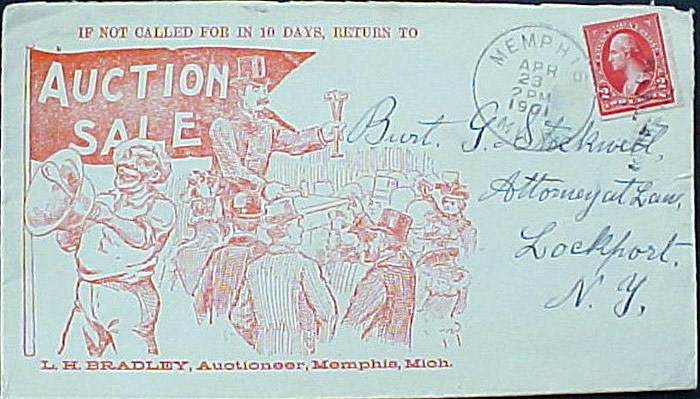 IF NOT CALLED FOR IN 10 DAYS, RETURN TO
AUCTION
SALE
MEMPHIS
APR
23
2 PM
1901
M
Burt. G. Stockwell,
Attorney at Law,
Lockport.
N. Y.
L. H. BRADLEY, Auctioneer, Memphis, Mich.